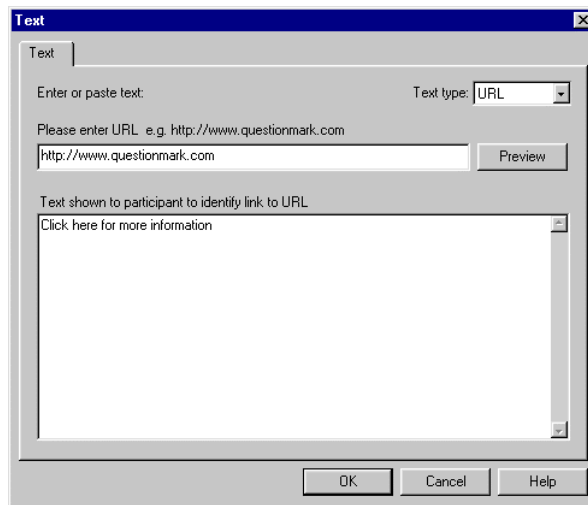 Text
Text
Enter or paste text: Text type: URL
Please enter URL e.g. http://www.questionmark.com
http://www.questionmark.com Preview
Text shown to participant to identify link to URL
Click here for more information
OK Cancel Help